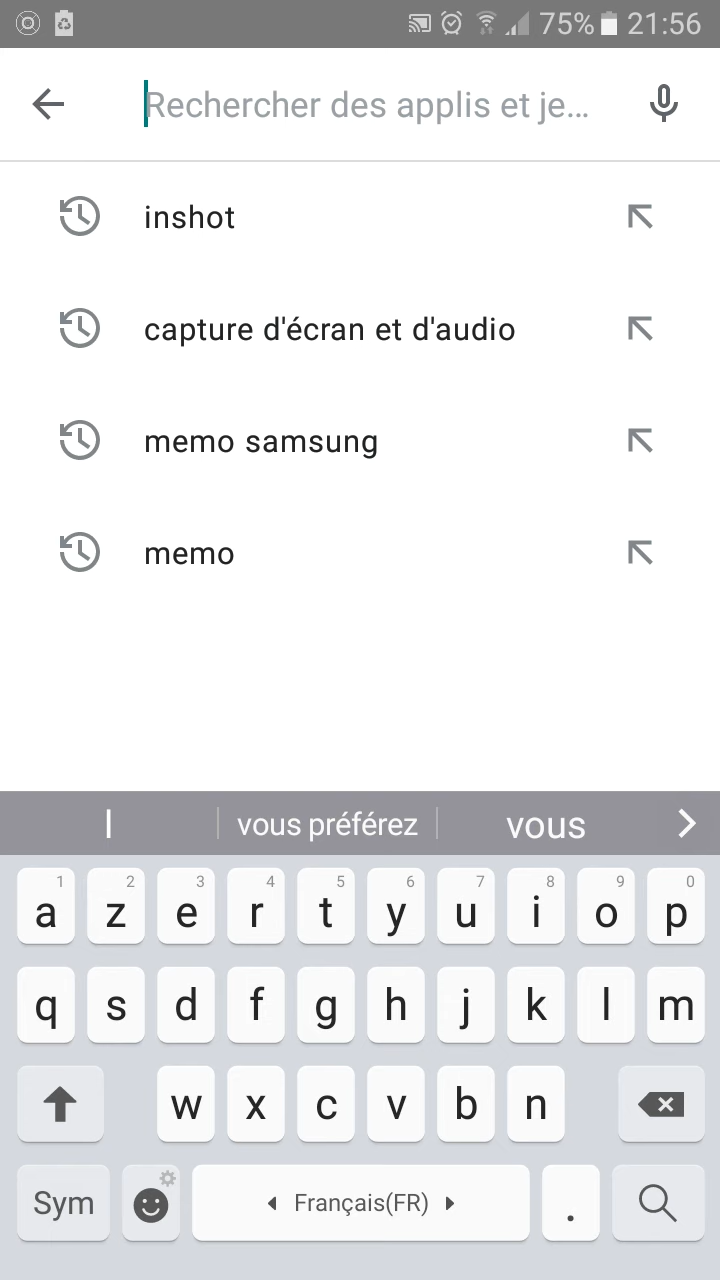 75% 21:56
Rechercher des applis et je...
inshot
capture d'écran et d'audio
memo samsung
memo
l vous préférez vous
1 2 3 4 5 6 7 8 9 0
a z e r t y u i o p
q s d f g h j k l m
w x c v b n
Sym Français(FR) .